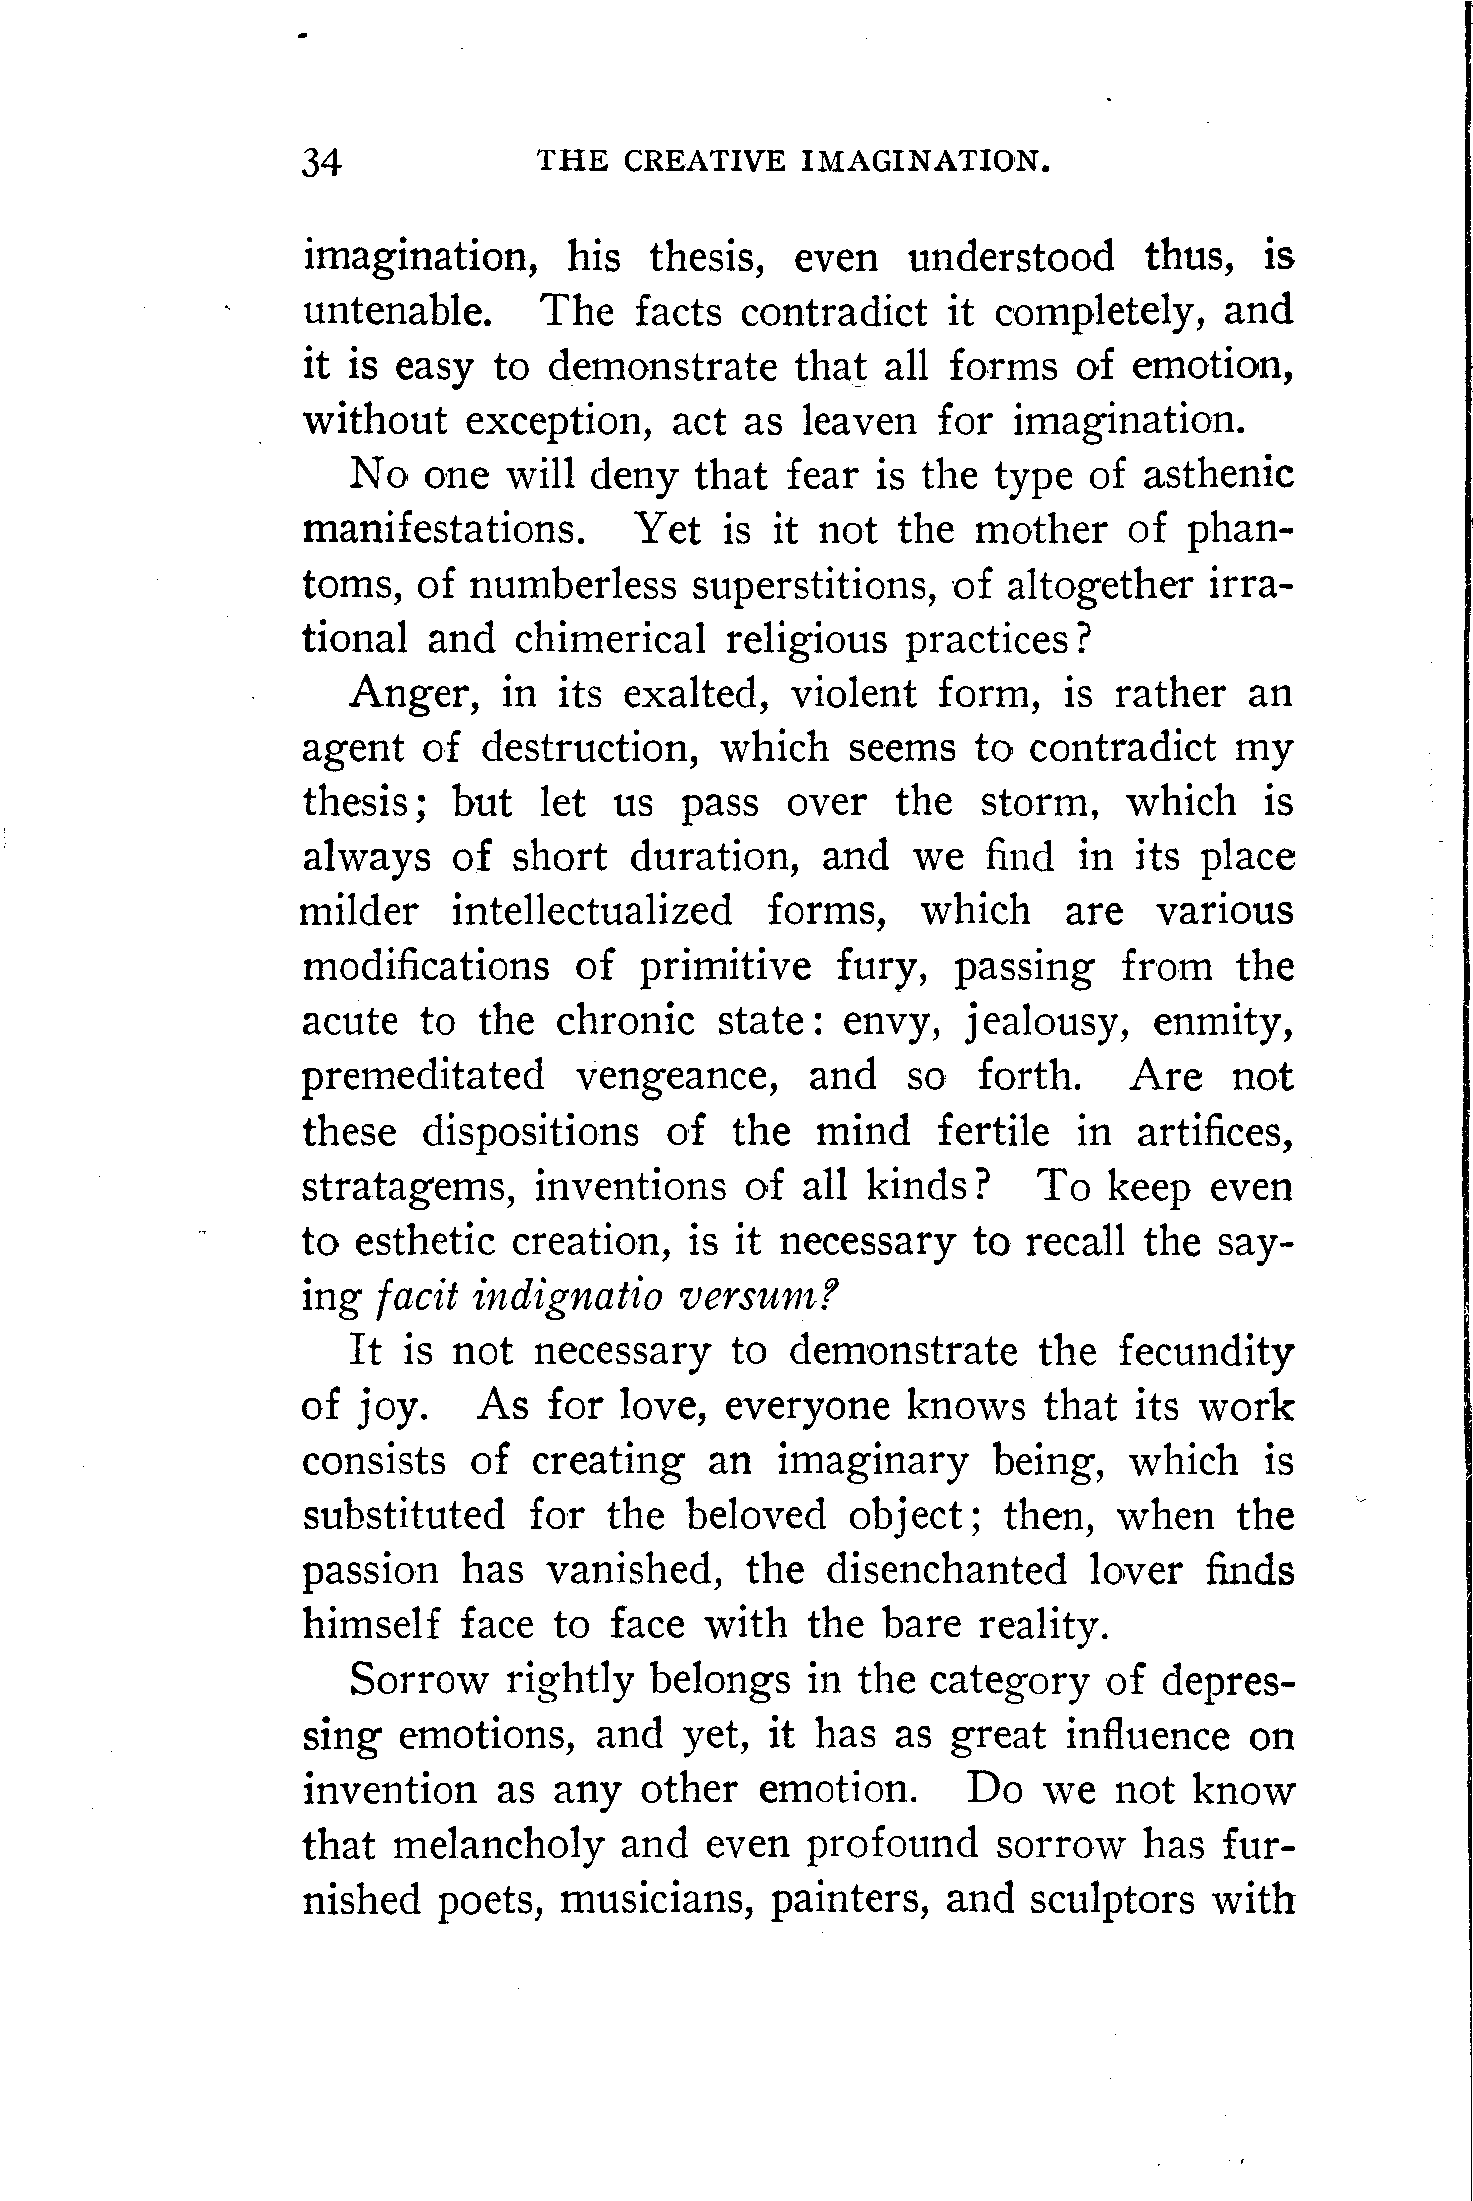 34 THE CREATIVE IMAGINATION.
imagination, his thesis, even understood thus, is
untenable. The facts contradict it completely, and
it is easy to demonstrate that all forms of emotion,
without exception, act as leaven for imagination.
No one will deny that fear is the type of asthenic
manifestations. Yet is it not the mother of phan-
toms, of numberless superstitions, of altogether irra-
tional and chimerical religious practices?
Anger, in its exalted, violent form, is rather an
agent of destruction, which seems to contradict my
thesis; but let us pass over the storm, which is
always of short duration, and we find in its place
milder intellectualized forms, which are various
modifications of primitive fury, passing from the
acute to the chronic state: envy, jealousy, enmity,
premeditated vengeance, and so forth. Are not
these dispositions of the mind fertile in artifices,
stratagems, inventions of all kinds? To keep even
to esthetic creation, is it necessary to recall the say-
ing facit indignatio versum?
It is not necessary to demonstrate the fecundity
of joy. As for love, everyone knows that its work
consists of creating an imaginary being, which is
substituted for the beloved object; then, when the
passion has vanished, the disenchanted lover finds
himself face to face with the bare reality.
Sorrow rightly belongs in the category of depres-
sing emotions, and yet, it has as great influence on
invention as any other emotion. Do we not know
that melancholy and even profound sorrow has fur-
nished poets, musicians, painters, and sculptors with